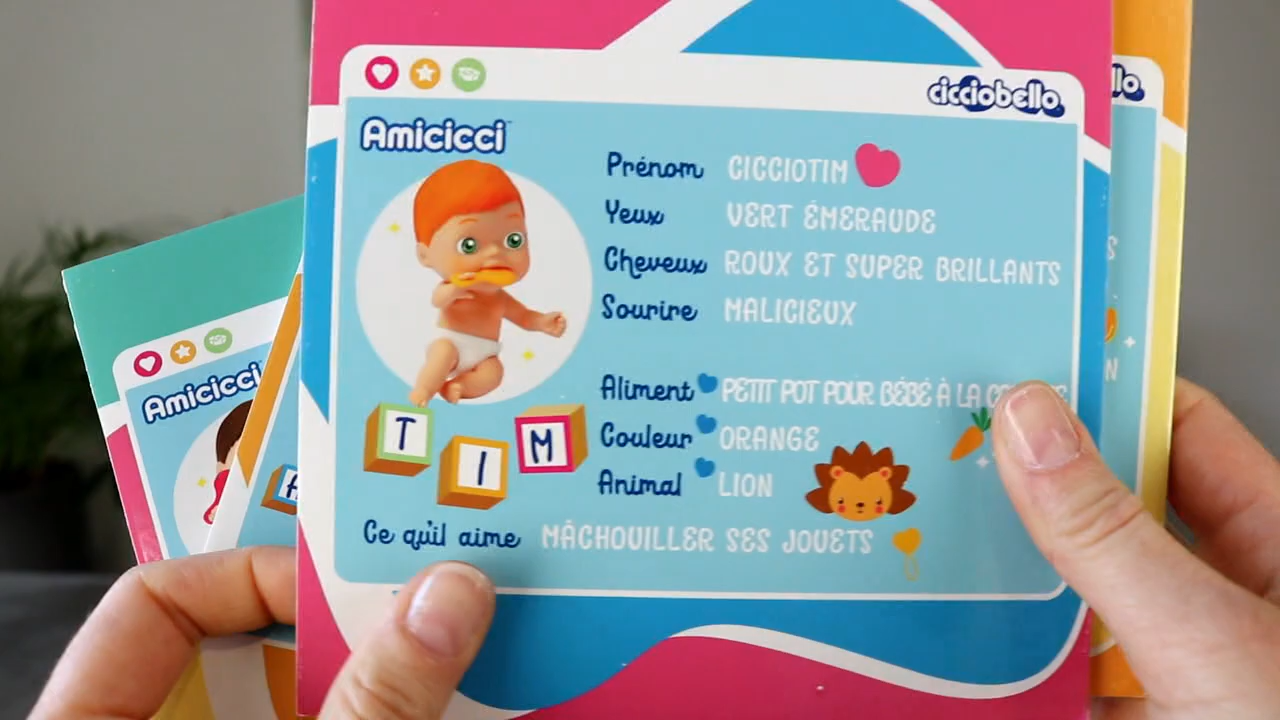 cicciobello
Amicicci
Prénom CICCIOTIM
Yeux VERT ÉMERAUDE
Cheveux ROUX ET SUPER BRILLANTS
Sourire MALICIEUX
Aliment PETIT POT POUR BÉBÉ À LA
Couleur ORANGE
Animal LION
T I M
Ce qu'il aime MÂCHOUILLER SES JOUETS
Amicicci